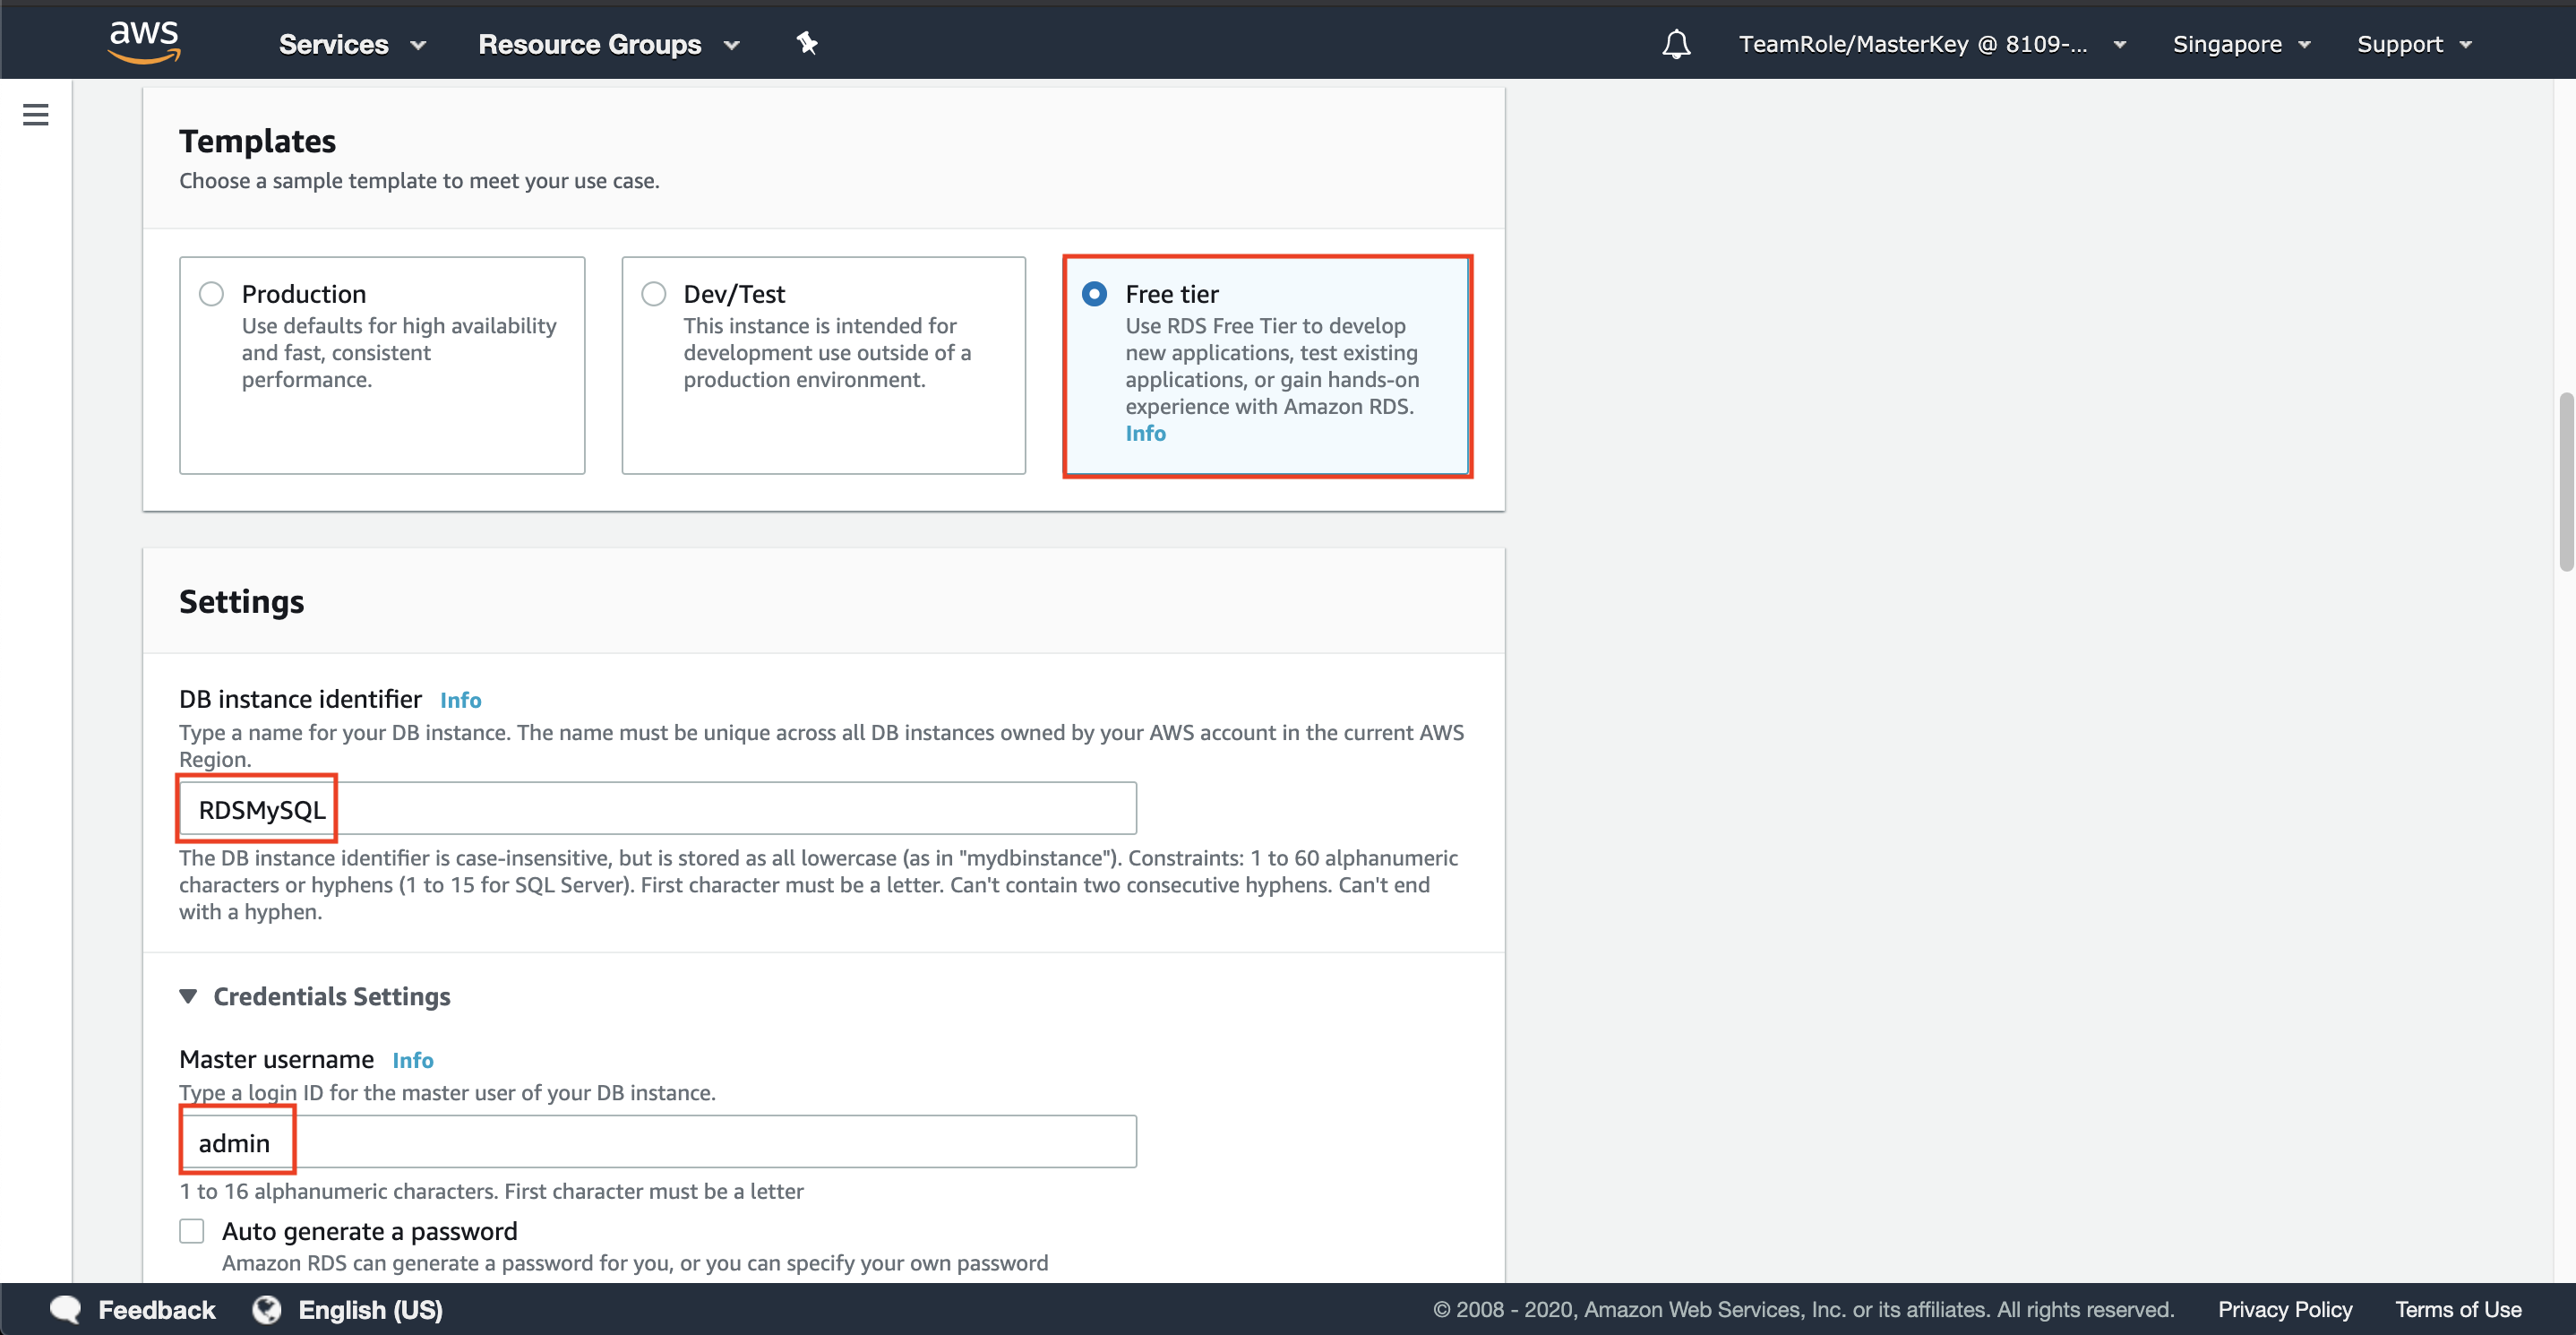 aws Services Resource Groups TeamRole/MasterKey @ 8109-... Singapore Support
Templates
Choose a sample template to meet your use case.
Production
Use defaults for high availability
and fast, consistent
performance.
Dev/Test
This instance is intended for
development use outside of a
production environment.
Free tier
Use RDS Free Tier to develop
new applications, test existing
applications, or gain hands-on
experience with Amazon RDS.
Info
Settings
DB instance identifier Info
Type a name for your DB instance. The name must be unique across all DB instances owned by your AWS account in the current AWS
Region.
RDSMySQL
The DB instance identifier is case-insensitive, but is stored as all lowercase (as in "mydbinstance"). Constraints: 1 to 60 alphanumeric
characters or hyphens (1 to 15 for SQL Server). First character must be a letter. Can't contain two consecutive hyphens. Can't end
with a hyphen.
Credentials Settings
Master username Info
Type a login ID for the master user of your DB instance.
admin
1 to 16 alphanumeric characters. First character must be a letter
Auto generate a password
Amazon RDS can generate a password for you, or you can specify your own password
Feedback English (US) © 2008 - 2020, Amazon Web Services, Inc. or its affiliates. All rights reserved. Privacy Policy Terms of Use